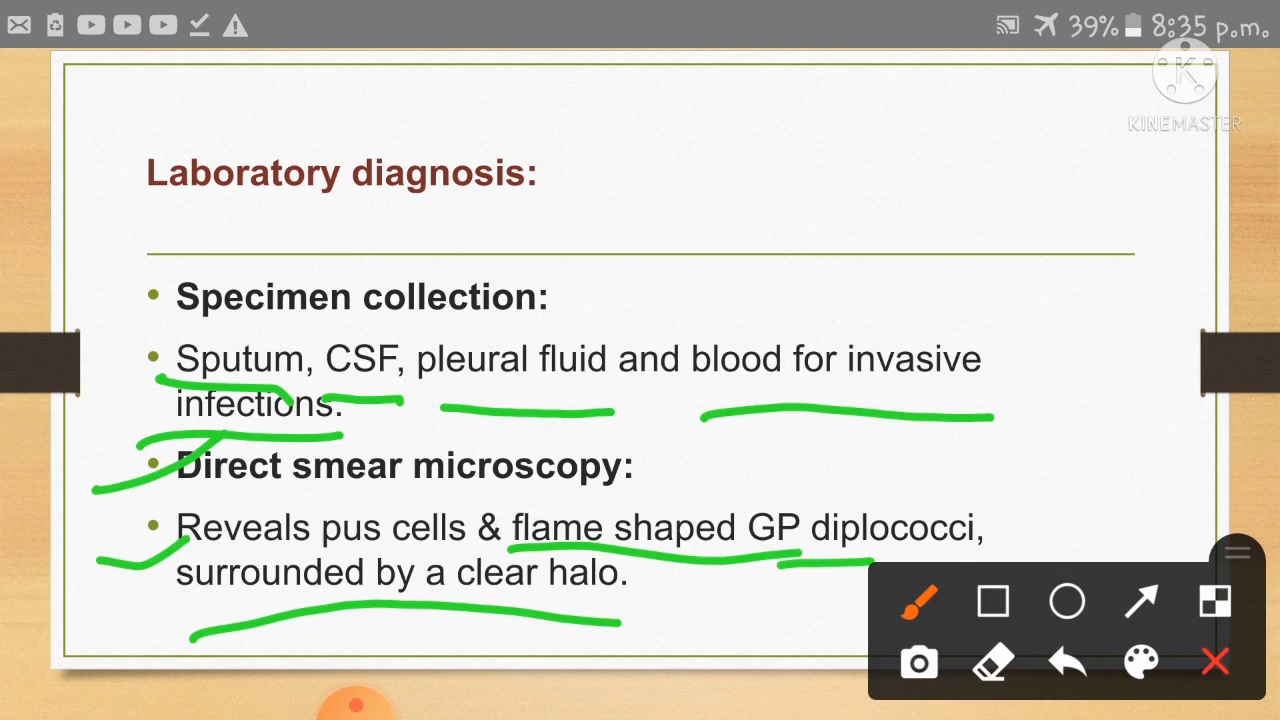 39% 8:35 p.m.
K
KINEMASTER
Laboratory diagnosis:
• Specimen collection:
• Sputum, CSF, pleural fluid and blood for invasive
infections.
• Direct smear microscopy:
• Reveals pus cells & flame shaped GP diplococci,
surrounded by a clear halo.